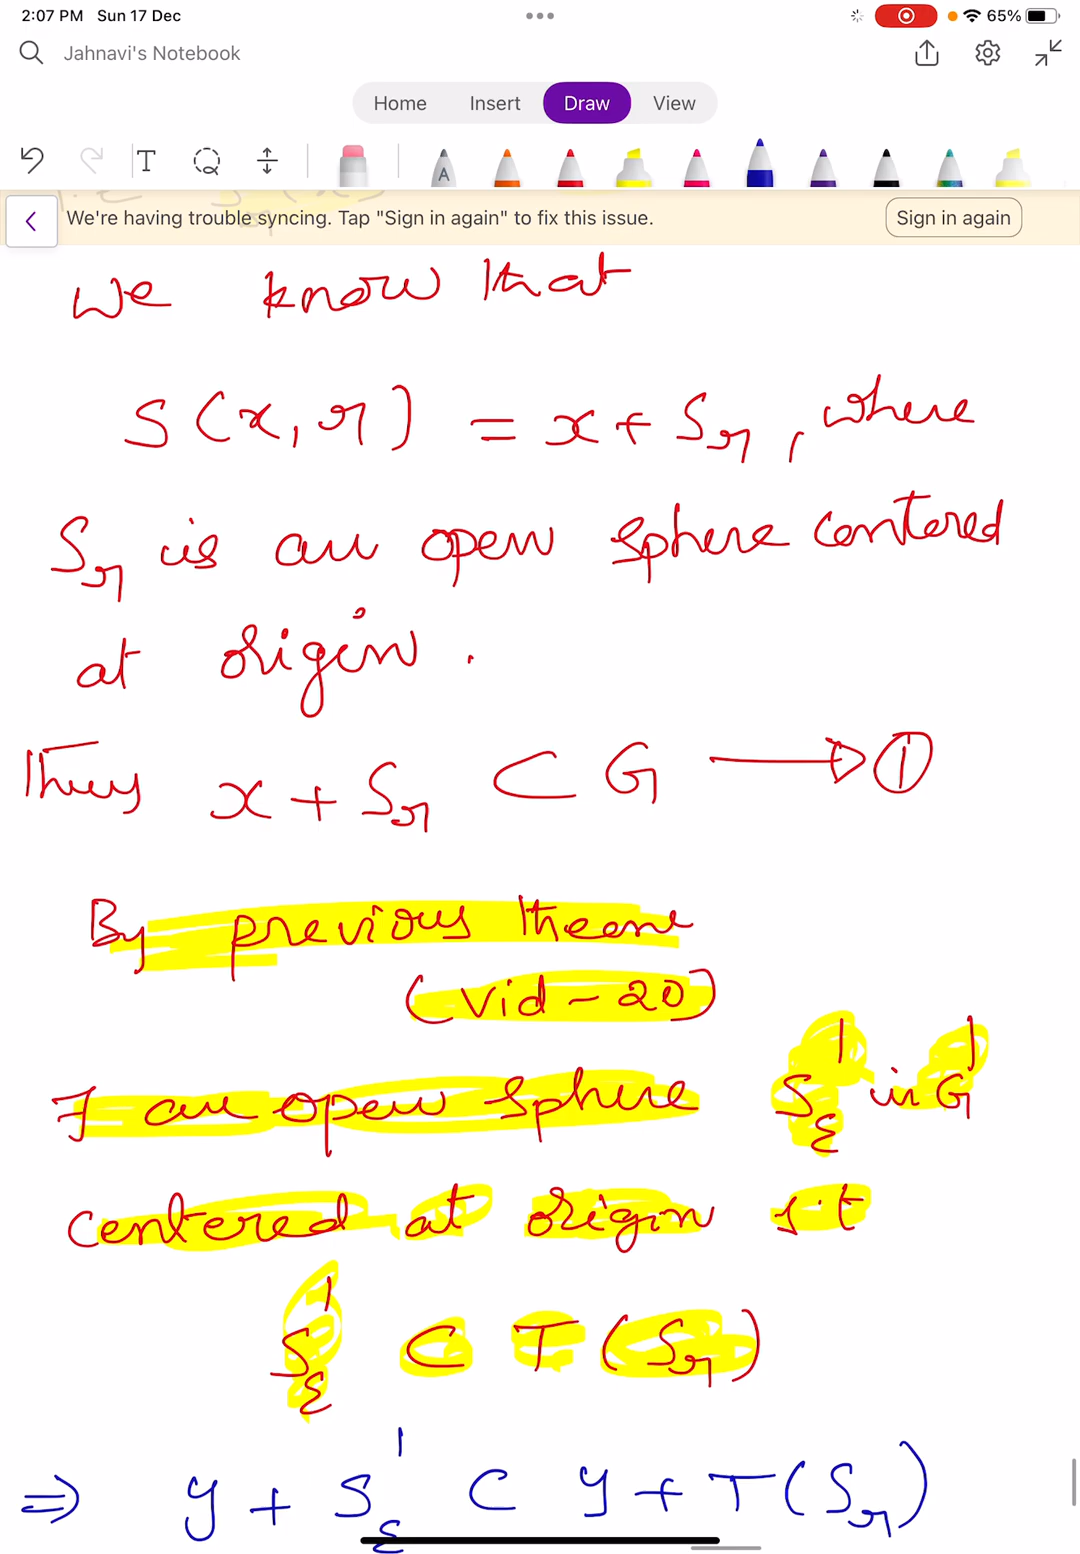 2:07 PM Sun 17 Dec
65%
Jahnavi's Notebook
Home Insert Draw View
We're having trouble syncing. Tap "Sign in again" to fix this issue.
Sign in again
We know that
S(x, r) = x + Sr, where
Sr is an open sphere centered
at origin.
Thus x + Sr ⊂ G → ①
By previous theorem
(vid - 20)
∃ an open sphere S'ε in G'
centered at origin s.t
S'ε ⊂ T(Sr)
⇒ y + S'ε ⊂ y + T(Sr)